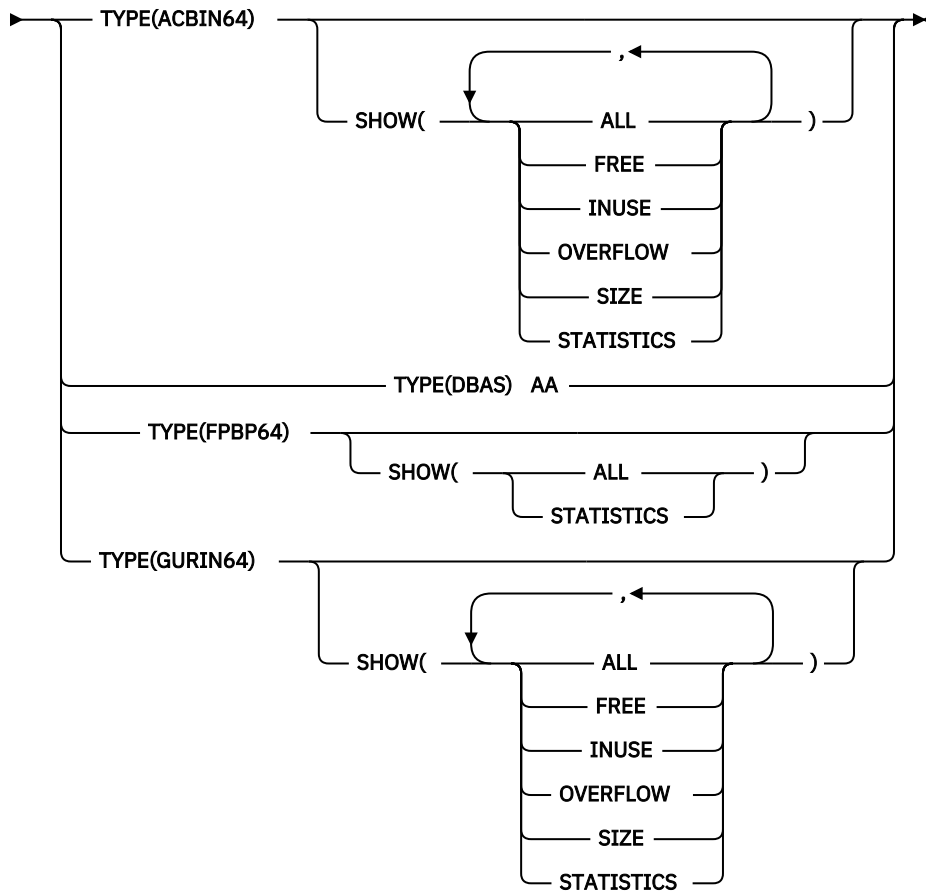 TYPE(ACBIN64)
,
SHOW( ALL )
FREE
INUSE
OVERFLOW
SIZE
STATISTICS
TYPE(DBAS) AA
TYPE(FPBP64)
SHOW( ALL )
STATISTICS
TYPE(GURIN64)
,
SHOW( ALL )
FREE
INUSE
OVERFLOW
SIZE
STATISTICS